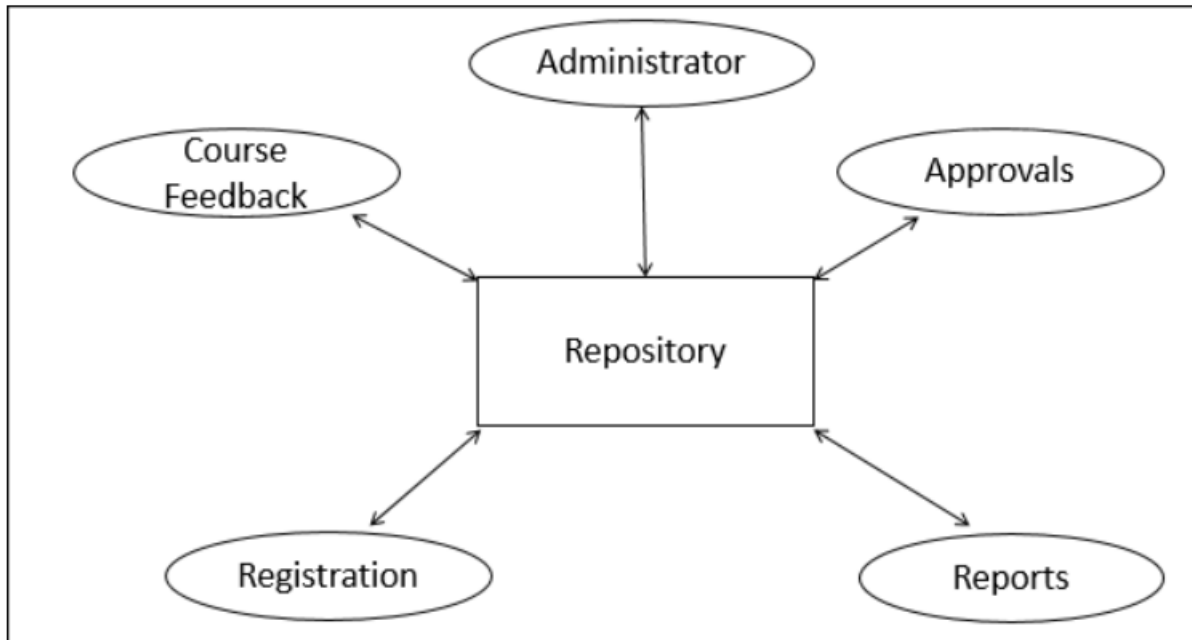 Administrator
Course
Feedback
Approvals
Repository
Registration
Reports